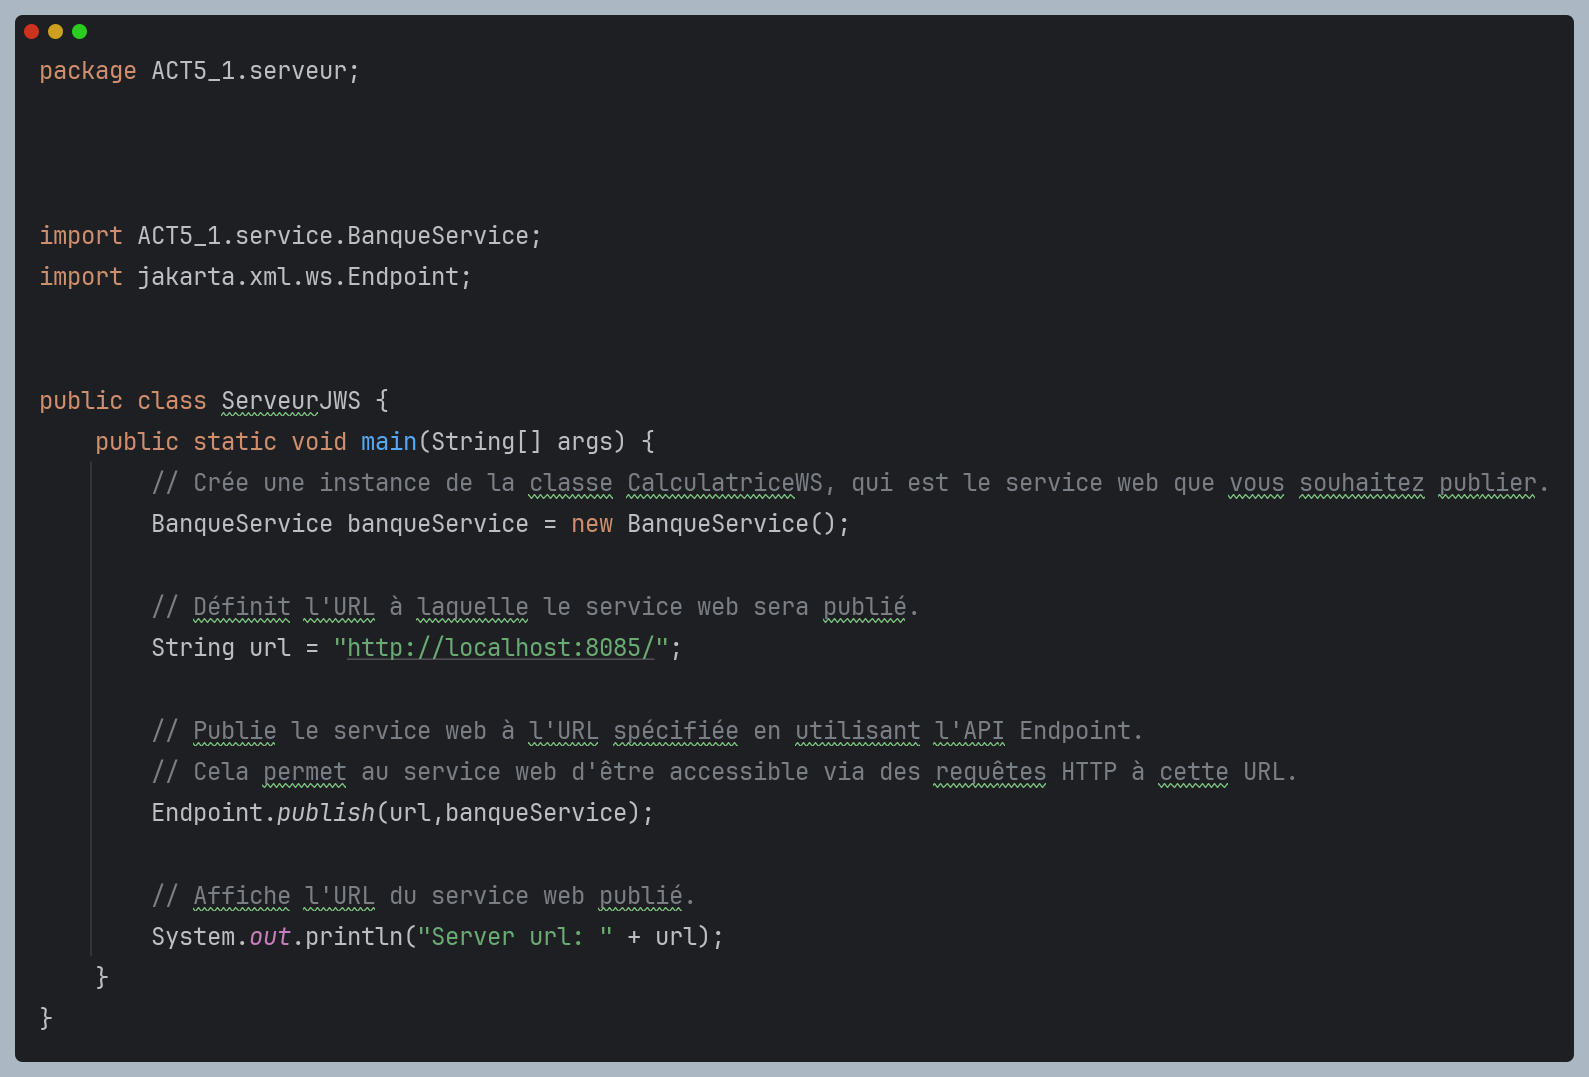 package ACT5_1.serveur;
import ACT5_1.service.BanqueService;
import jakarta.xml.ws.Endpoint;
public class ServeurJWS {
    public static void main(String[] args) {
        // Crée une instance de la classe CalculatriceWS, qui est le service web que vous souhaitez publier.
        BanqueService banqueService = new BanqueService();
        // Définit l'URL à laquelle le service web sera publié.
        String url = "http://localhost:8085/";
        // Publie le service web à l'URL spécifiée en utilisant l'API Endpoint.
        // Cela permet au service web d'être accessible via des requêtes HTTP à cette URL.
        Endpoint.publish(url,banqueService);
        // Affiche l'URL du service web publié.
        System.out.println("Server url: " + url);
    }
}